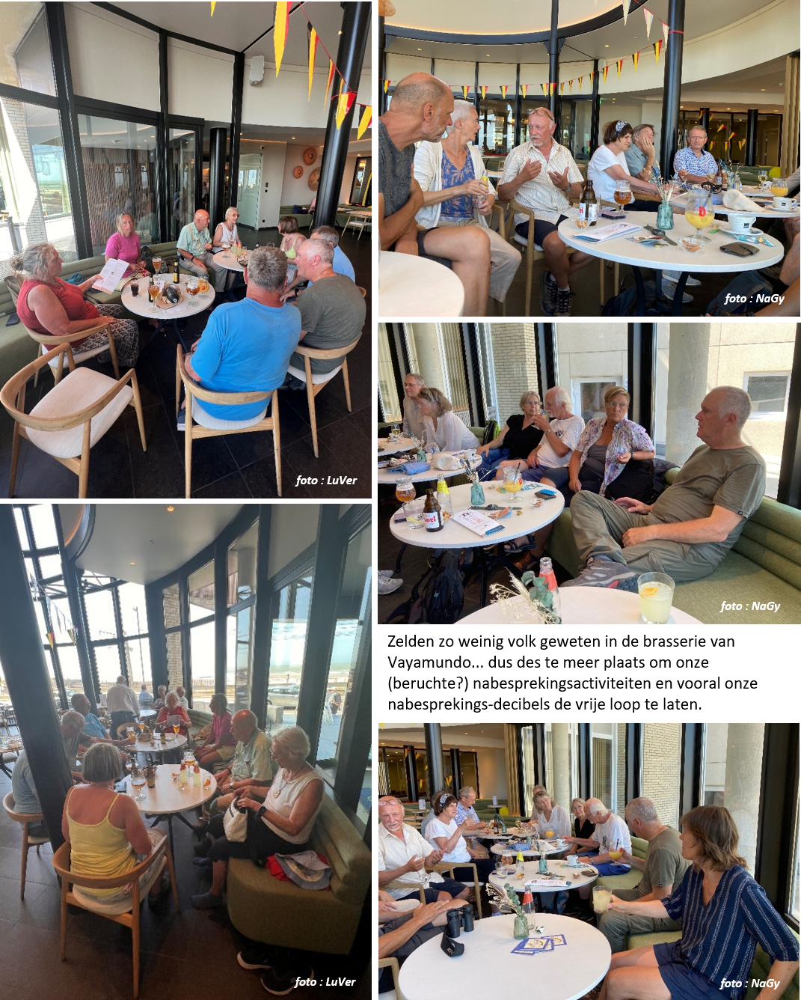 foto : LuVer
foto : NaGy
foto : NaGy
Zelden zo weinig volk geweten in de brasserie van
Vayamundo... dus des te meer plaats om onze
(beruchte?) nabesprekingsactiviteiten en vooral onze
nabesprekings-decibels de vrije loop te laten.
foto : LuVer
foto : NaGy